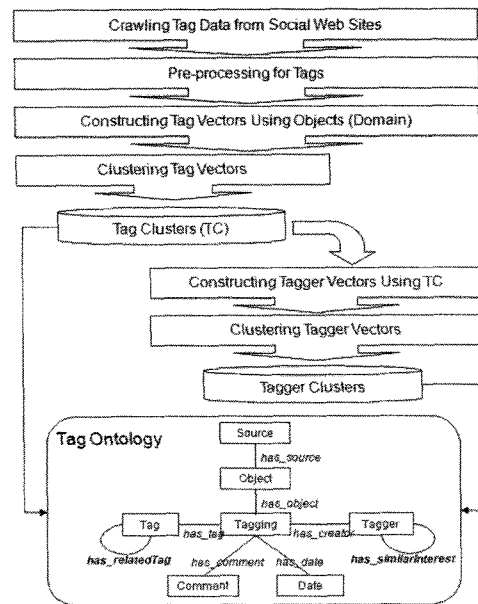 Crawling Tag Data from Social Web Sites
Pre-processing for Tags
Constructing Tag Vectors Using Objects (Domain)
Clustering Tag Vectors
Tag Clusters (TC)
Constructing Tagger Vectors Using TC
Clustering Tagger Vectors
Tagger Clusters
Tag Ontology
Source
has_source
Object
has_object
Tag
has_tag
Tagging
has_creator
Tagger
has_relatedTag
has_comment
has_date
has_similarInterest
Comment
Date